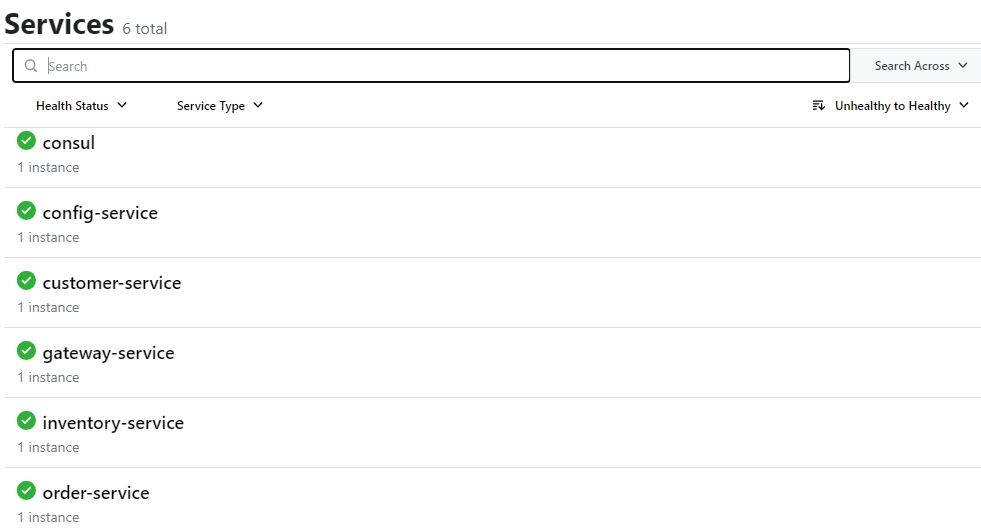 Services 6 total
Search Search Across
Health Status Service Type Unhealthy to Healthy
consul
1 instance
config-service
1 instance
customer-service
1 instance
gateway-service
1 instance
inventory-service
1 instance
order-service
1 instance